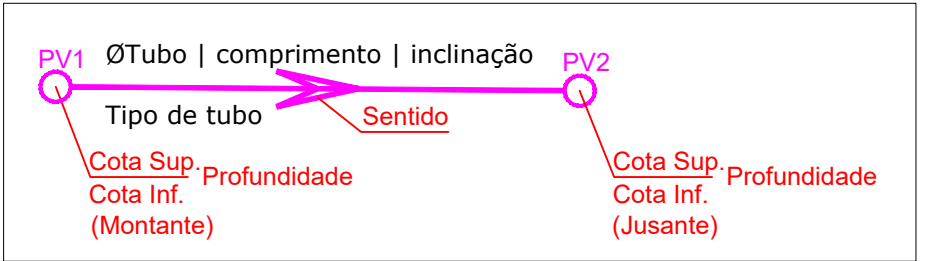 PV1 ØTubo | comprimento | inclinação PV2
Tipo de tubo Sentido
Cota Sup. Profundidade Cota Sup. Profundidade
Cota Inf. Cota Inf.
(Montante) (Jusante)